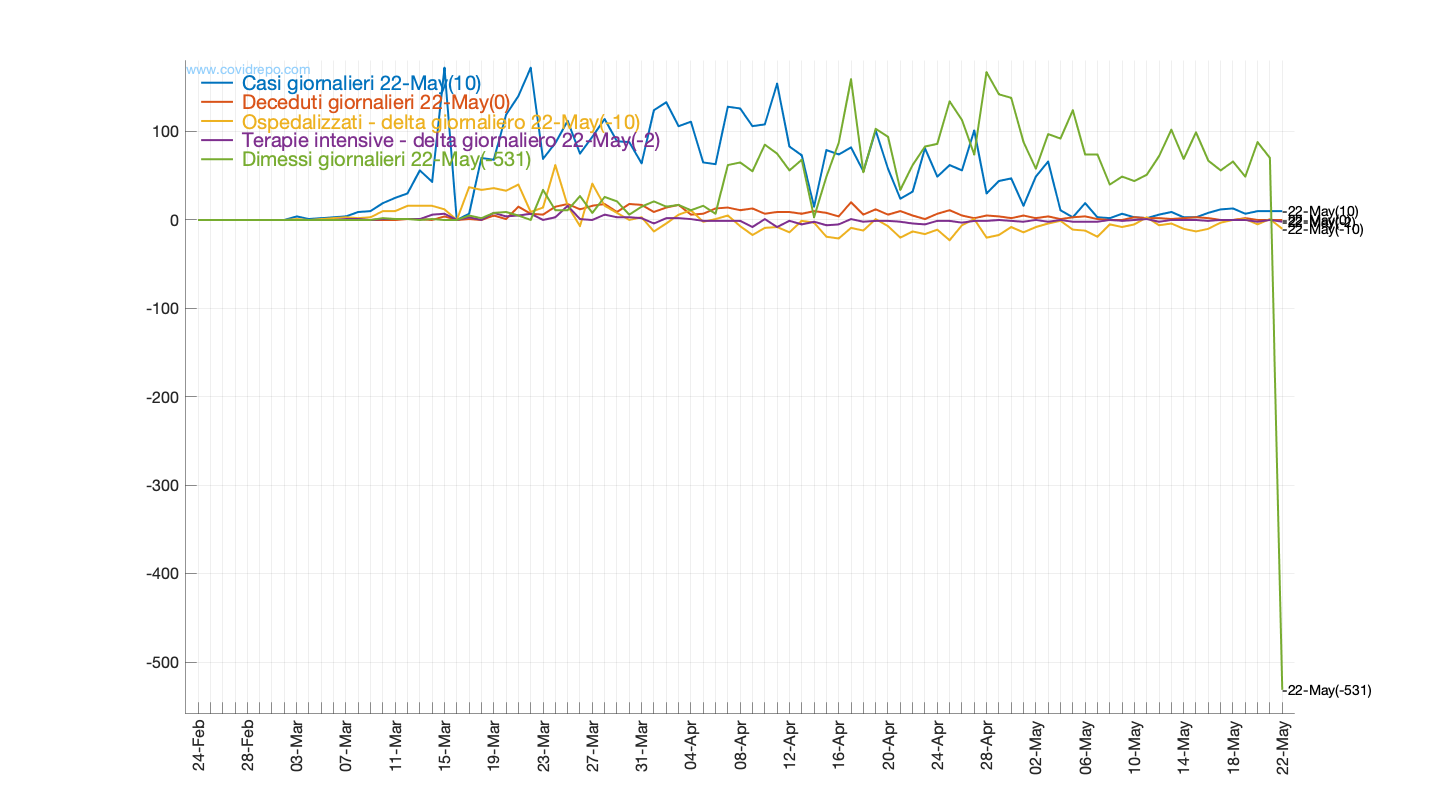 www.covidrepo.com
Casi giornalieri 22-May(10)
Deceduti giornalieri 22-May(0)
Ospedalizzati - delta giornaliero 22-May(-10)
Terapie intensive - delta giornaliero 22-May(-2)
Dimessi giornalieri 22-May(-531)
100
0
-100
-200
-300
-400
-500
22-May(10)
22-May(-10)
22-May(-531)
24-Feb
28-Feb
03-Mar
07-Mar
11-Mar
15-Mar
19-Mar
23-Mar
27-Mar
31-Mar
04-Apr
08-Apr
12-Apr
16-Apr
20-Apr
24-Apr
28-Apr
02-May
06-May
10-May
14-May
18-May
22-May